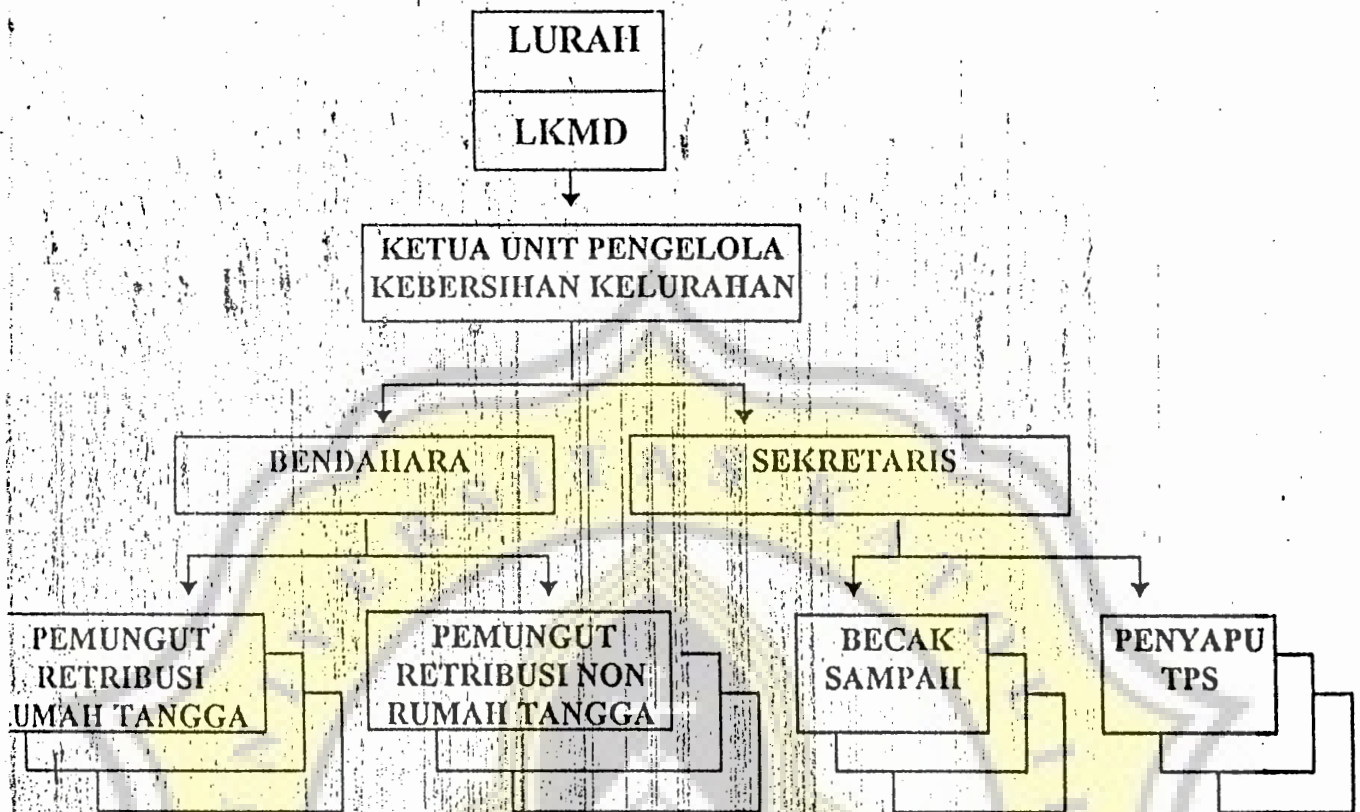 LURAH
LKMD
KETUA UNIT PENGELOLA
KEBERSIHAN KELURAHAN
BENDAHARA
SEKRETARIS
PEMUNGUT
RETRIBUSI
UMAH TANGGA
PEMUNGUT
RETRIBUSI NON
RUMAH TANGGA
BECAK
SAMPAH
PENYAPU
TPS